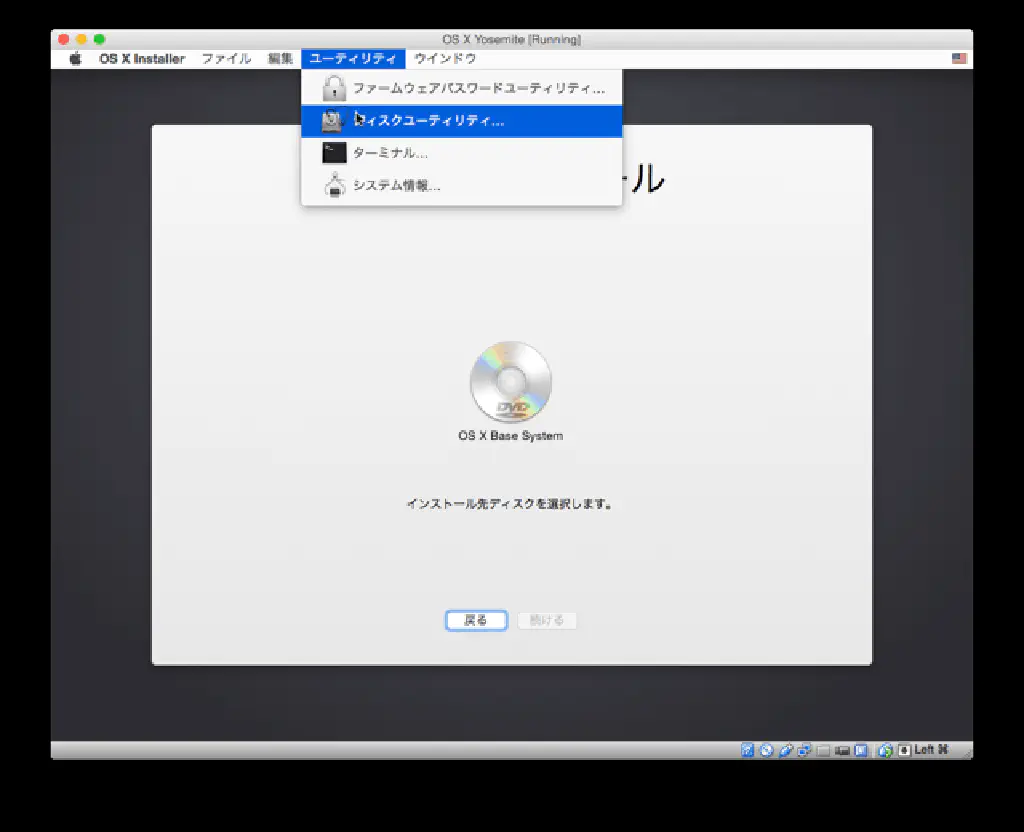 OS X Yosemite [Running]
OS X Installer ファイル 編集 ユーティリティ ウインドウ
ファームウェアパスワードユーティリティ...
ディスクユーティリティ...
ターミナル...
システム情報...
ール
DVD
OS X Base System
インストール先ディスクを選択します。
戻る 続ける
Left ⌘